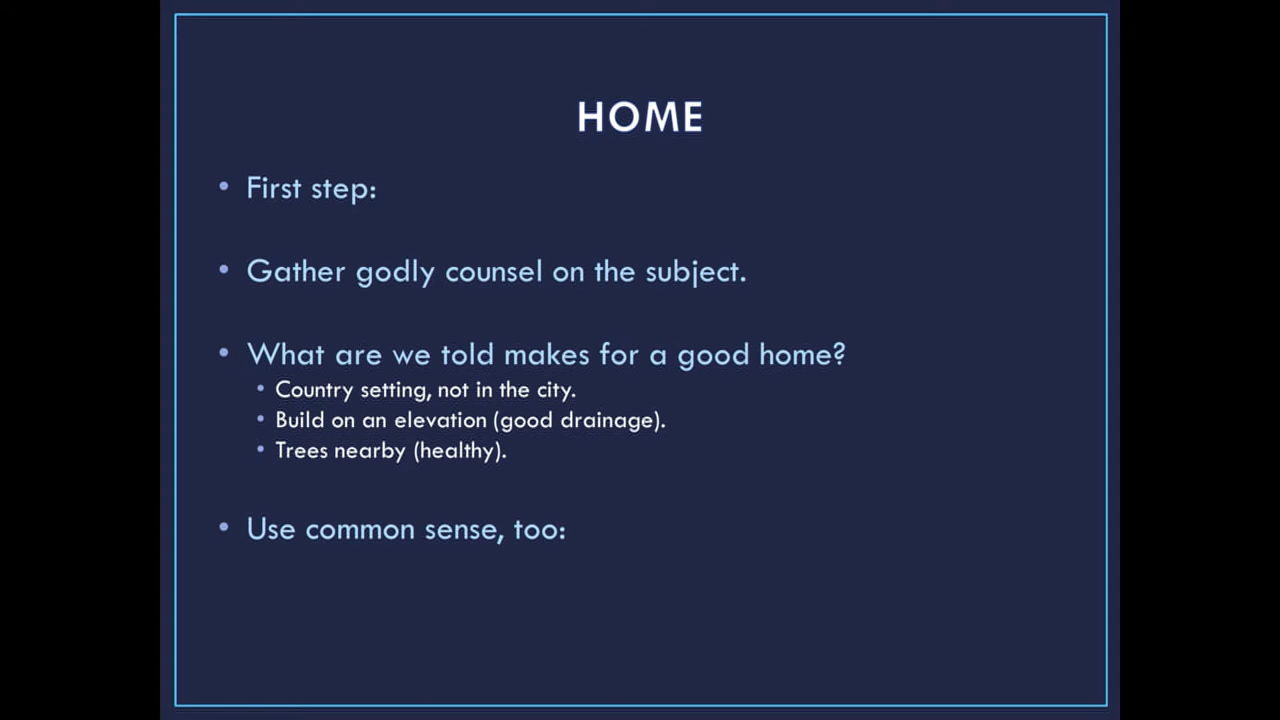 HOME
• First step:
• Gather godly counsel on the subject.
• What are we told makes for a good home?
• Country setting, not in the city.
• Build on an elevation (good drainage).
• Trees nearby (healthy).
• Use common sense, too: